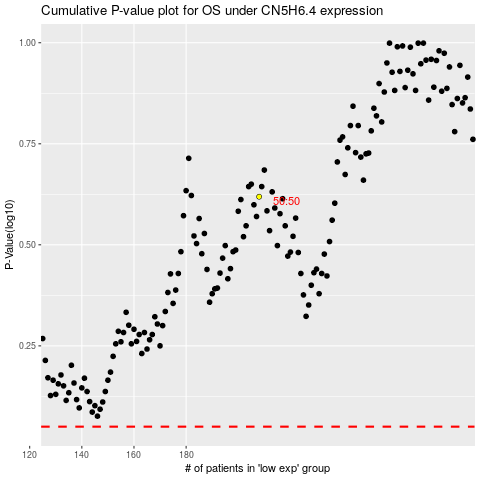 Cumulative P-value plot for OS under CN5H6.4 expression
P-Value(log10)
1.00
0.75
0.50
0.25
50:50
120 140 160 180
# of patients in 'low exp' group